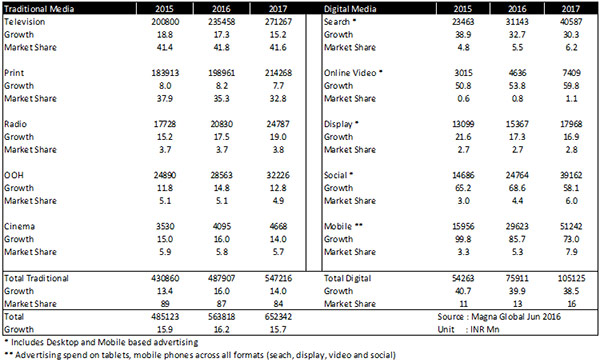 Traditional Media 2015 2016 2017 Digital Media 2015 2016 2017
Television 200800 235458 271267 Search * 23463 31143 40587
Growth 18.8 17.3 15.2 Growth 38.9 32.7 30.3
Market Share 41.4 41.8 41.6 Market Share 4.8 5.5 6.2
Print 183913 198961 214268 Online Video * 3015 4636 7409
Growth 8.0 8.2 7.7 Growth 50.8 53.8 59.8
Market Share 37.9 35.3 32.8 Market Share 0.6 0.8 1.1
Radio 17728 20830 24787 Display * 13099 15367 17968
Growth 15.2 17.5 19.0 Growth 21.6 17.3 16.9
Market Share 3.7 3.7 3.8 Market Share 2.7 2.7 2.8
OOH 24890 28563 32226 Social * 14686 24764 39162
Growth 11.8 14.8 12.8 Growth 65.2 68.6 58.1
Market Share 5.1 5.1 4.9 Market Share 3.0 4.4 6.0
Cinema 3530 4095 4668 Mobile ** 15956 29623 51242
Growth 15.0 16.0 14.0 Growth 99.8 85.7 73.0
Market Share 5.9 5.8 5.7 Market Share 3.3 5.3 7.9
Total Traditional 430860 487907 547216 Total Digital 54263 75911 105125
Growth 13.4 16.0 14.0 Growth 40.7 39.9 38.5
Market Share 89 87 84 Market Share 11 13 16
Total 485123 563818 652342 Source : Magna Global Jun 2016
Growth 15.9 16.2 15.7 Unit : INR Mn
* Includes Desktop and Mobile based advertising
** Advertising spend on tablets, mobile phones across all formats (seach, display, video and social)